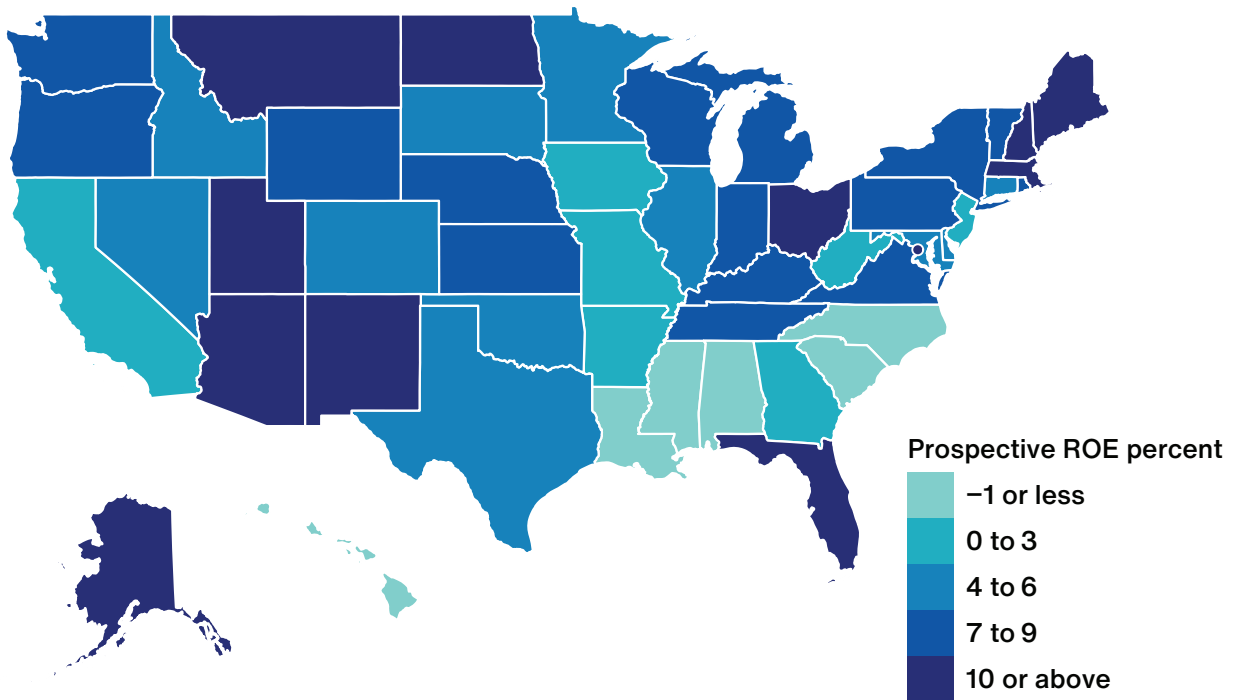 Prospective ROE percent
−1 or less
0 to 3
4 to 6
7 to 9
10 or above